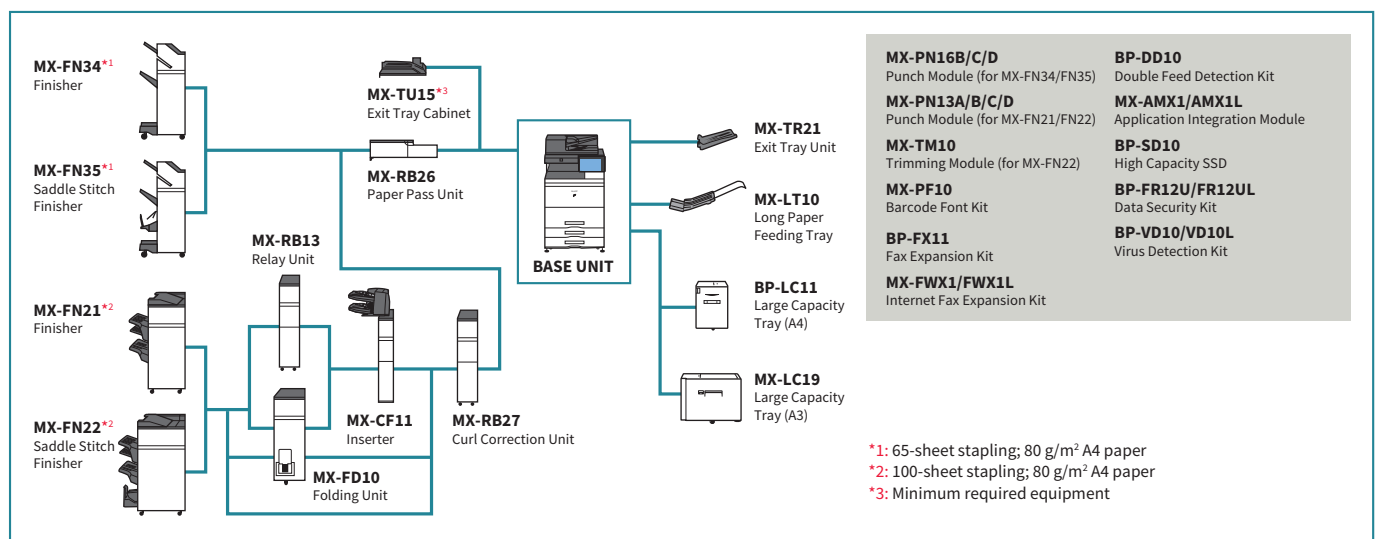 MX-FN34*1
Finisher
MX-FN35*1
Saddle Stitch
Finisher
MX-TU15*3
Exit Tray Cabinet
MX-RB26
Paper Pass Unit
MX-RB13
Relay Unit
MX-FN21*2
Finisher
MX-FN22*2
Saddle Stitch
Finisher
MX-FD10
Folding Unit
MX-CF11
Inserter
MX-RB27
Curl Correction Unit
BASE UNIT
MX-TR21
Exit Tray Unit
MX-LT10
Long Paper
Feeding Tray
BP-LC11
Large Capacity
Tray (A4)
MX-LC19
Large Capacity
Tray (A3)
MX-PN16B/C/D
Punch Module (for MX-FN34/FN35)
MX-PN13A/B/C/D
Punch Module (for MX-FN21/FN22)
MX-TM10
Trimming Module (for MX-FN22)
MX-PF10
Barcode Font Kit
BP-FX11
Fax Expansion Kit
MX-FWX1/FWX1L
Internet Fax Expansion Kit
BP-DD10
Double Feed Detection Kit
MX-AMX1/AMX1L
Application Integration Module
BP-SD10
High Capacity SSD
BP-FR12U/FR12UL
Data Security Kit
BP-VD10/VD10L
Virus Detection Kit
*1: 65-sheet stapling; 80 g/m² A4 paper
*2: 100-sheet stapling; 80 g/m² A4 paper
*3: Minimum required equipment